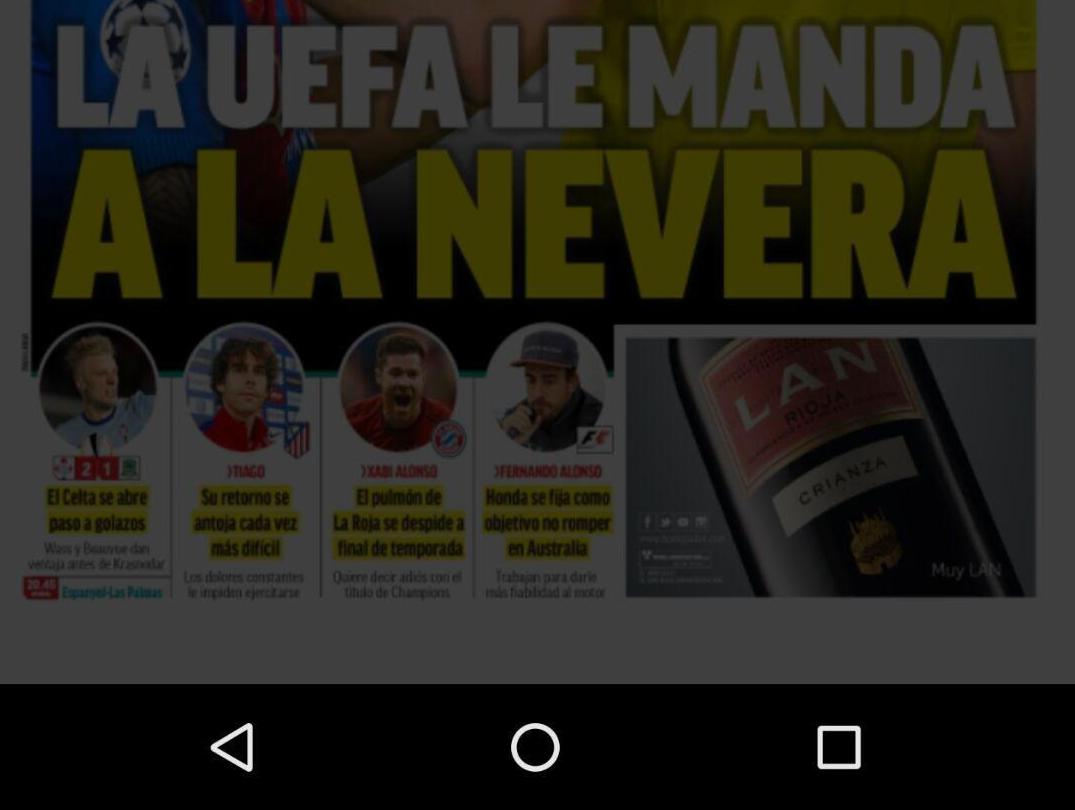 LA UEFA LE MANDA
A LA NEVERA
2 1
El Celta se abre
paso a golazos
Wass y Beauvue dan
ventaja antes de Krasnodar
20.45
Espanyol-Las Palmas
›TIAGO
Su retorno se
antoja cada vez
más difícil
Los dolores constantes
le impiden ejercitarse
›XABI ALONSO
El pulmón de
La Roja se despide a
final de temporada
Quiere decir adiós con el
título de Champions
›FERNANDO ALONSO
Honda se fija como
objetivo no romper
en Australia
Trabajan para darle
más fiabilidad al motor
LAN
RIOJA
CRIANZA
Muy LAN